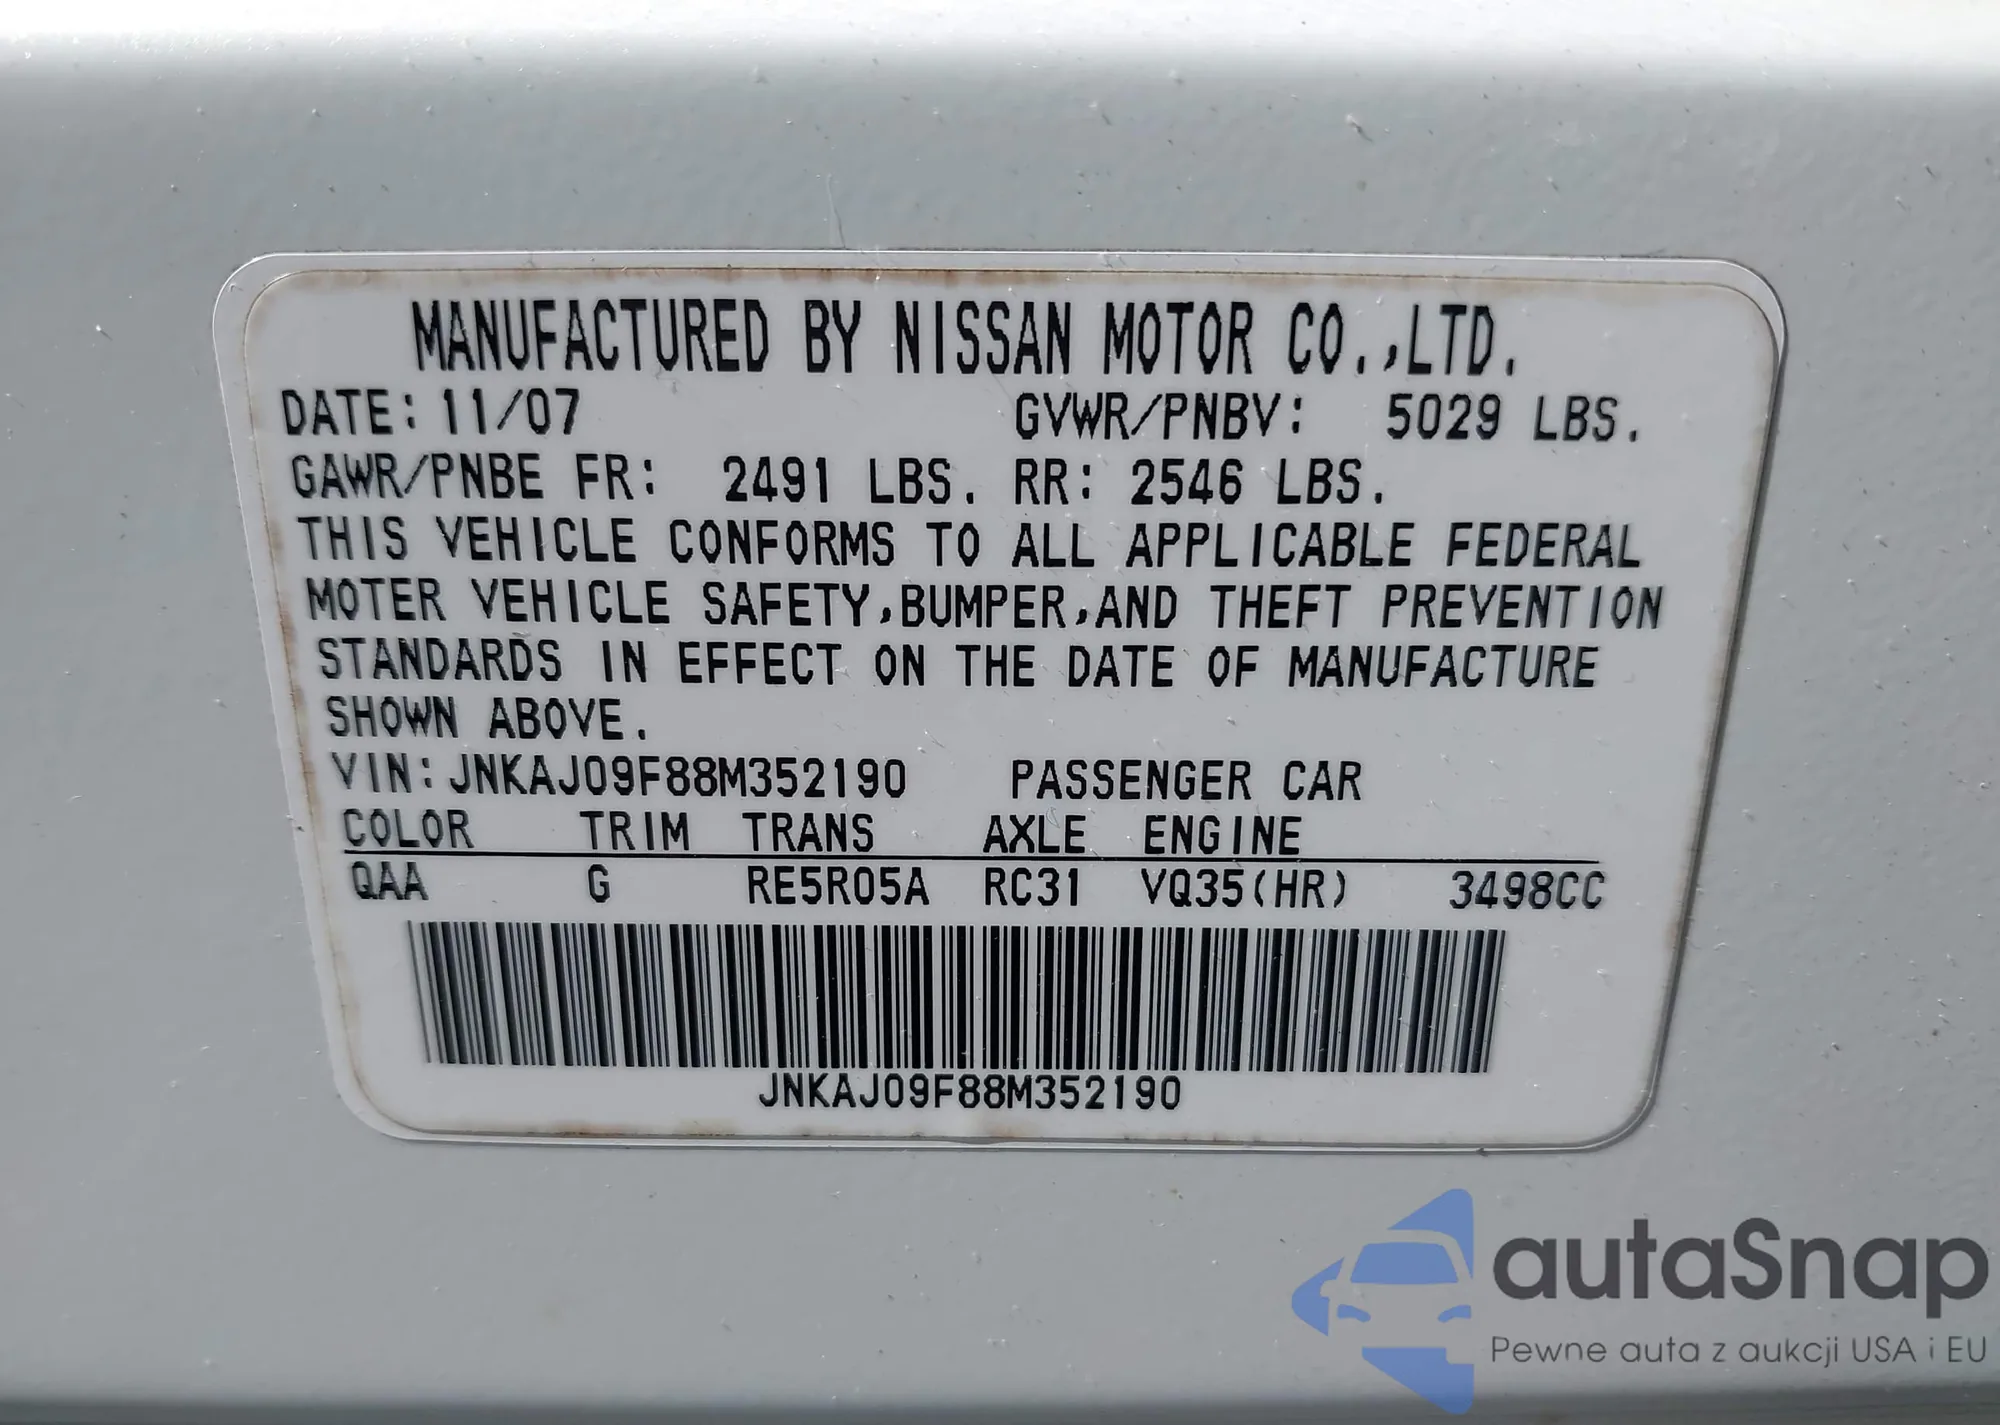 MANUFACTURED BY NISSAN MOTOR CO.,LTD.
DATE: 11/07 GVWR/PNBV: 5029 LBS.
GAWR/PNBE FR: 2491 LBS. RR: 2546 LBS.
THIS VEHICLE CONFORMS TO ALL APPLICABLE FEDERAL
MOTER VEHICLE SAFETY,BUMPER,AND THEFT PREVENTION
STANDARDS IN EFFECT ON THE DATE OF MANUFACTURE
SHOWN ABOVE.
VIN: JNKAJ09F88M352190 PASSENGER CAR
COLOR TRIM TRANS AXLE ENGINE
QAA G RE5R05A RC31 VQ35(HR) 3498CC
JNKAJ09F88M352190
autaSnap
Pewne auta z aukcji USA i EU